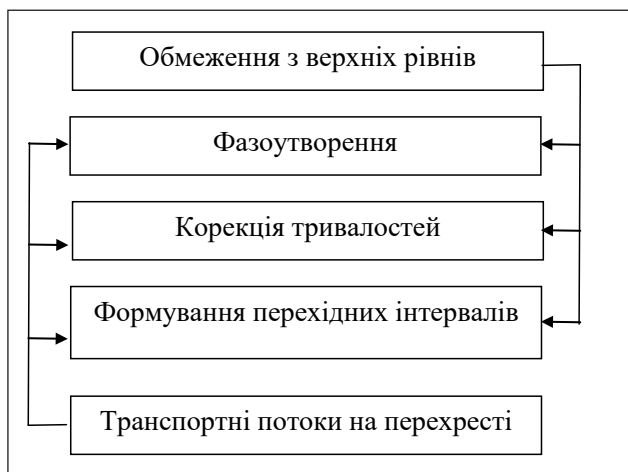 Обмеження з верхніх рівнів
Фазоутворення
Корекція тривалостей
Формування перехідних інтервалів
Транспортні потоки на перехресті